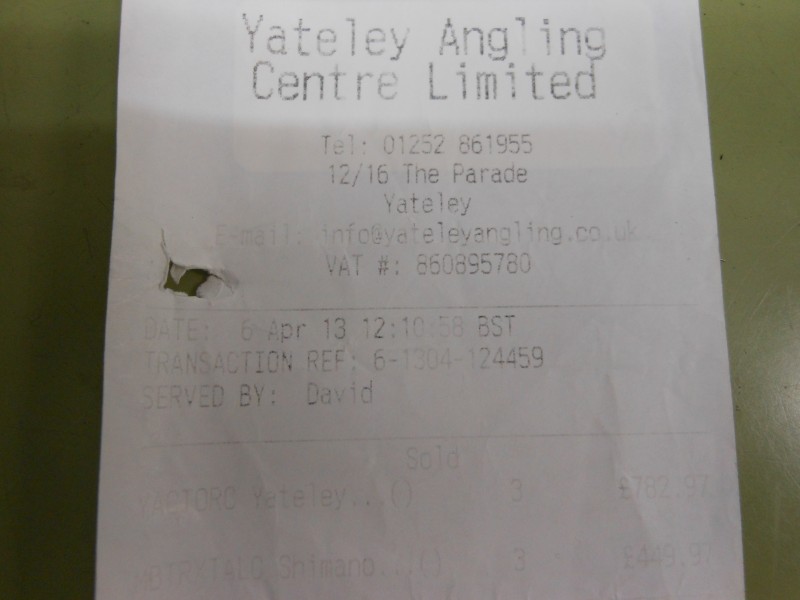 Yateley Angling
Centre Limited
Tel: 01252 861955
12/16 The Parade
Yateley
E-mail: info@yateleyangling.co.uk
VAT #: 860895780
DATE: 6 Apr 13 12:10:58 BST
TRANSACTION REF: 6-1304-124459
SERVED BY: David
Sold
Yateley...() 3 £782.97
Shimano...() 3 £449.97